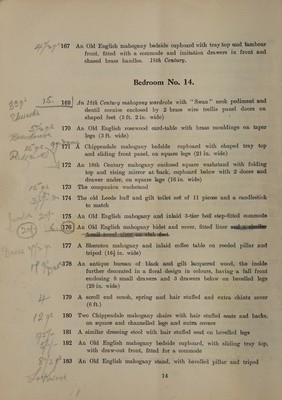 167 An Old English mahogany bedside cupboard with tray top and tambour
front, fitted with a commode and imitation drawers in front and
chased brass handles. 18th Century.
Bedroom No. 14.
169 An 18th Century mahogany wardrobe with "Swan" neck pediment and
dentil cornice enclosed by 2 brass wire trellis panel doors on
shaped feet (5 ft. 2 in. wide)
170 An Old English rosewood card-table with brass mouldings on taper
legs (3 ft. wide)
171 A Chippendale mahogany bedside cupboard with shaped tray top
and sliding front panel, on square legs (21 in. wide)
172 An 18th Century mahogany enclosed square washstand with folding
top and rising mirror at back, cupboard below with 2 doors and
drawer under, on square legs (16 in. wide)
173 The companion washstand
174 The old Leeds buff and gilt toilet set of 11 pieces and a candlestick
to match
175 An Old English mahogany and inlaid 3-tier boil step-fitted commode
176 An Old English mahogany bidet and cover, fitted liner
177 A Sheraton mahogany and inlaid coffee table on reeded pillar and
tripod (16½ in. wide)
178 An antique bureau of black and gilt lacquered wood, the inside
further decorated in a floral design in colours, having a fall front
enclosing 8 small drawers and 3 drawers below on bevelled legs
(29 in. wide)
179 A scroll end couch, spring and hair stuffed and extra chintz cover
(6 ft.)
180 Two Chippendale mahogany chairs with hair stuffed seats and backs,
on square and channelled legs and extra covers
181 A similar dressing stool with hair stuffed seat on bevelled legs
182 An Old English mahogany bedside cupboard, with sliding tray top,
with draw-out front, fitted for a commode
183 An Old English mahogany stand, with bevelled pillar and tripod
14